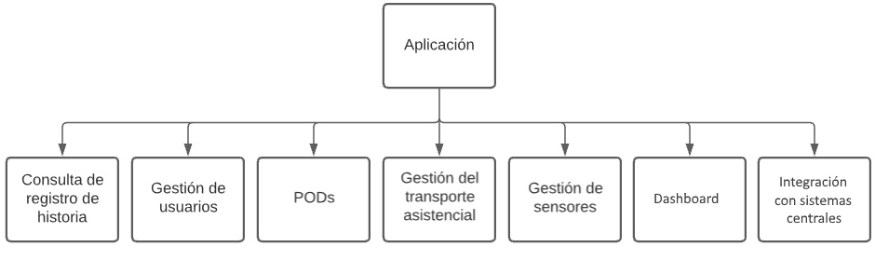 Aplicación
Consulta de
registro de
historia
Gestión de
usuarios
PODs
Gestión del
transporte
asistencial
Gestión de
sensores
Dashboard
Integración
con sistemas
centrales